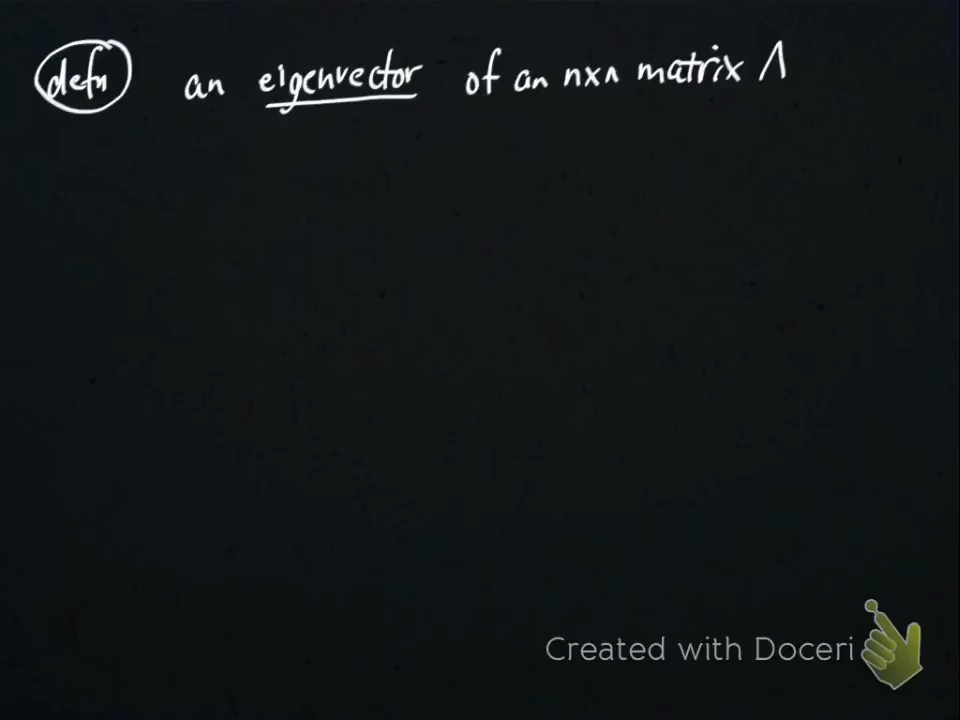 defn an eigenvector of an nxn matrix Λ
Created with Doceri